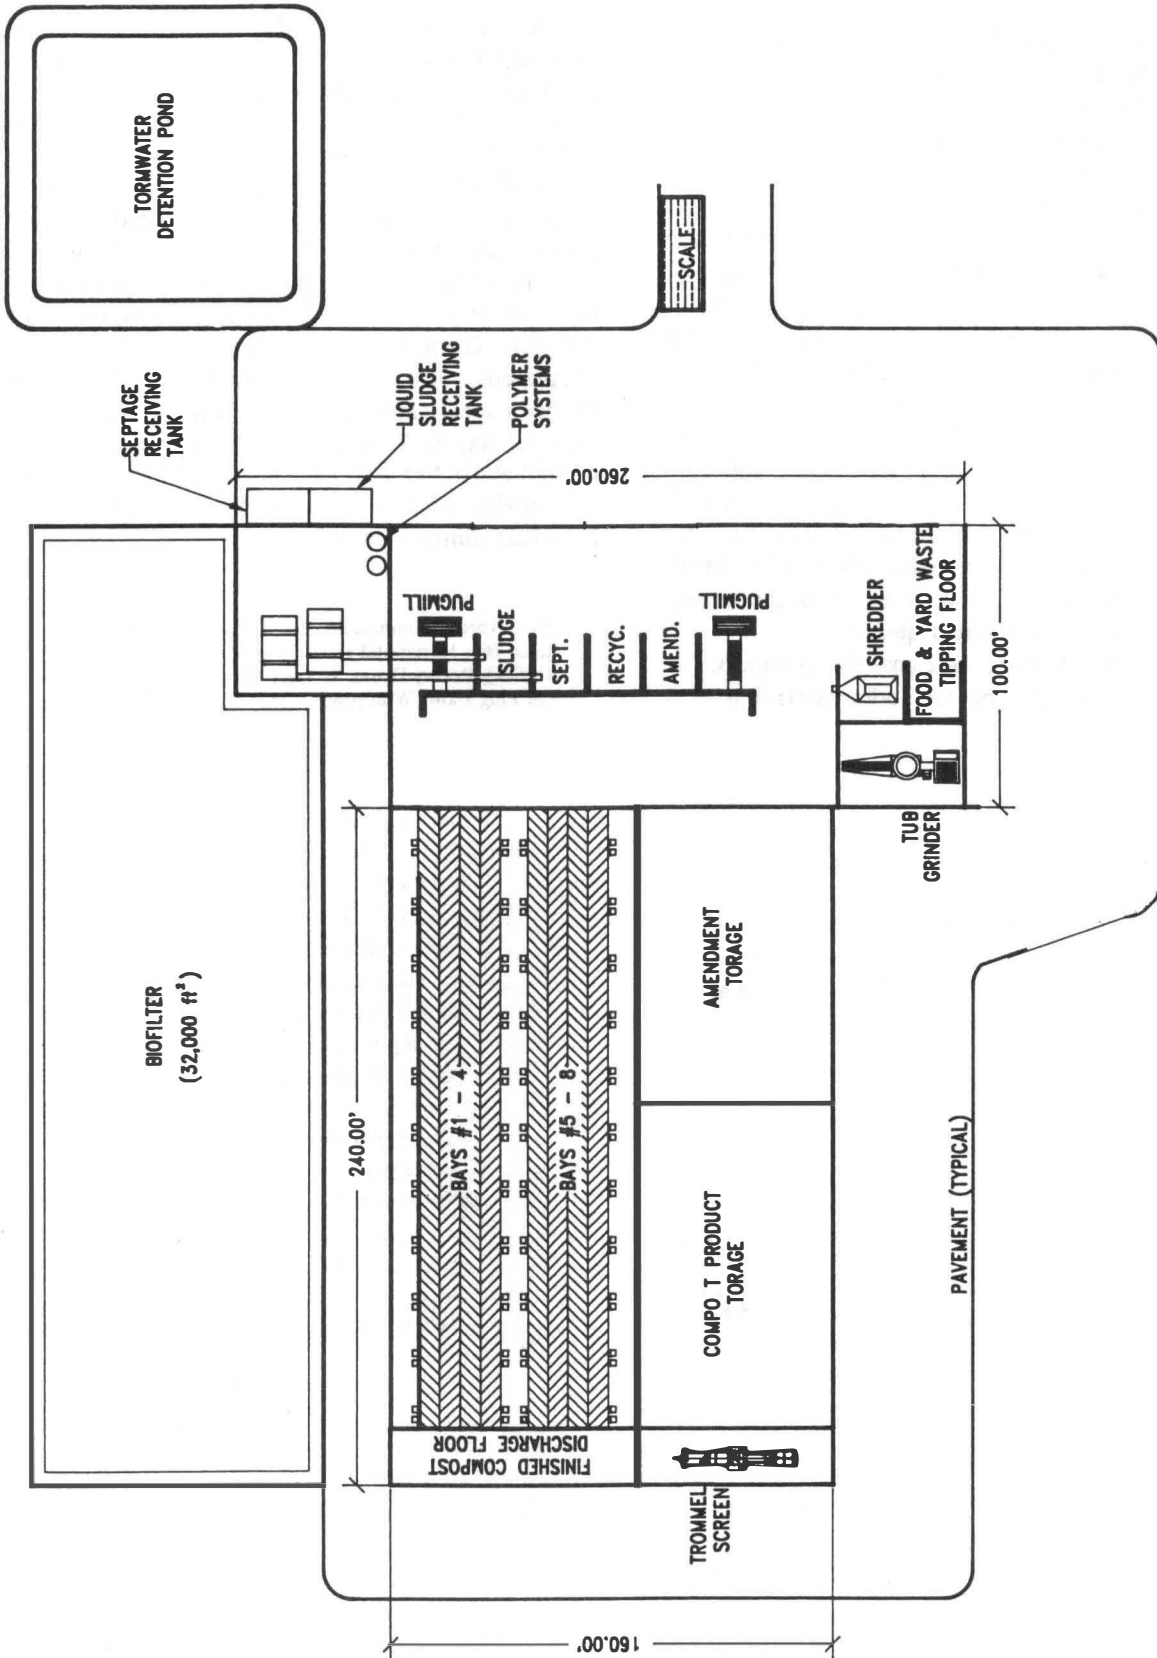 TORMWATER
DETENTION POND
SCALE
SEPTAGE
RECEIVING
TANK
LIQUID
SLUDGE
RECEIVING
TANK
POLYMER
SYSTEMS
260.00'
BIOFILTER
(32,000 ft²)
PUGMILL
SLUDGE
SEPT.
RECYC.
AMEND.
PUGMILL
SHREDDER
FOOD & YARD WASTE
TIPPING FLOOR
100.00'
TUB
GRINDER
240.00'
BAYS #1 - 4
BAYS #5 - 8
AMENDMENT
TORAGE
COMPO T PRODUCT
TORAGE
PAVEMENT (TYPICAL)
FINISHED COMPOST
DISCHARGE FLOOR
TROMMEL
SCREEN
160.00'